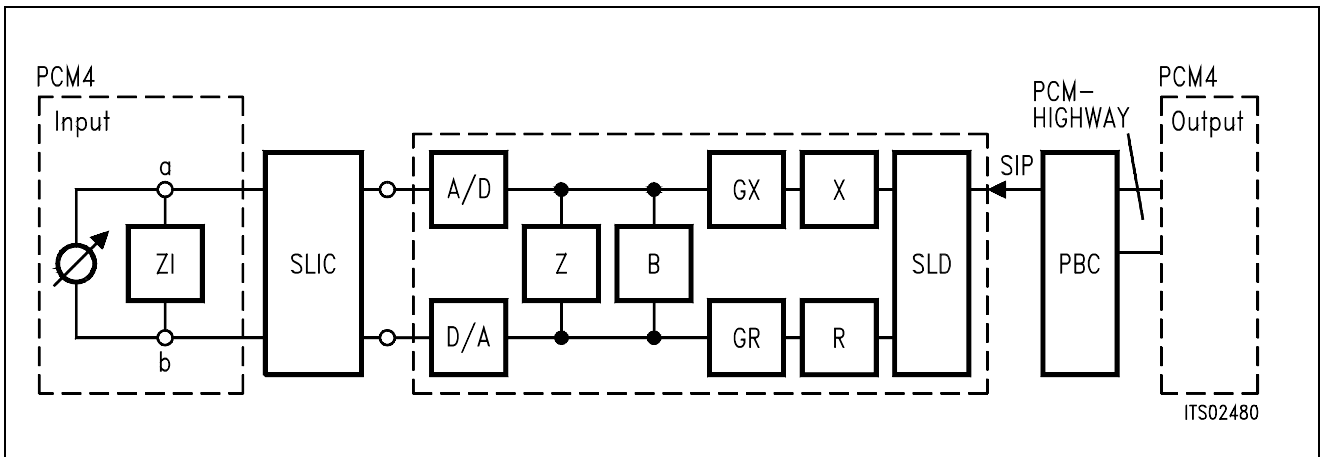 PCM4
Input
a
ZI
b
SLIC
A/D
D/A
Z
B
GX
X
GR
R
SLD
SIP
PBC
PCM-
HIGHWAY
PCM4
Output
ITS02480